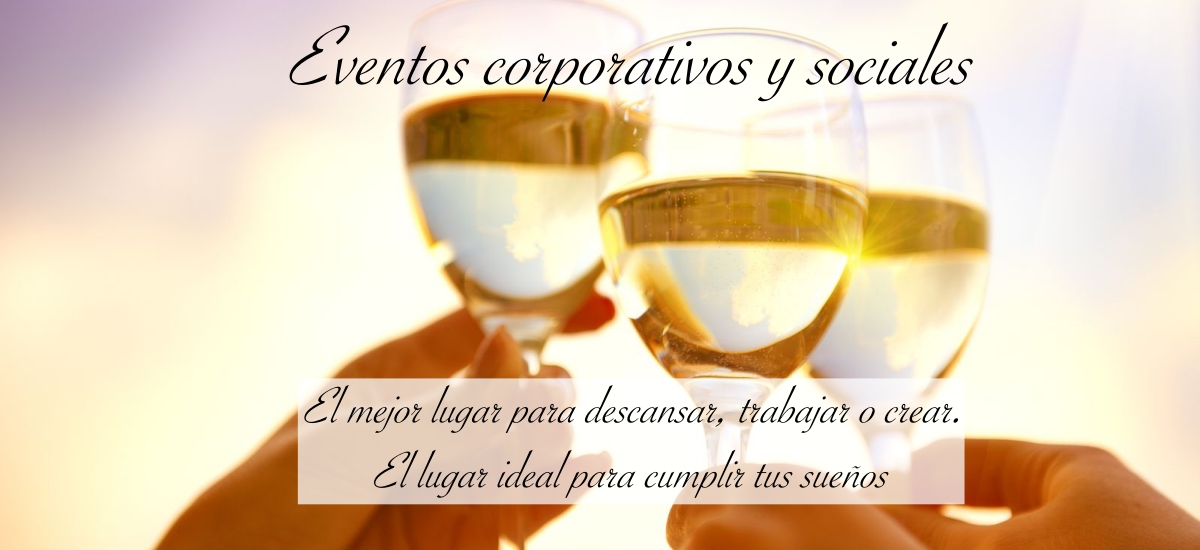 Eventos corporativos y sociales
El mejor lugar para descansar, trabajar o crear.
El lugar ideal para cumplir tus sueños